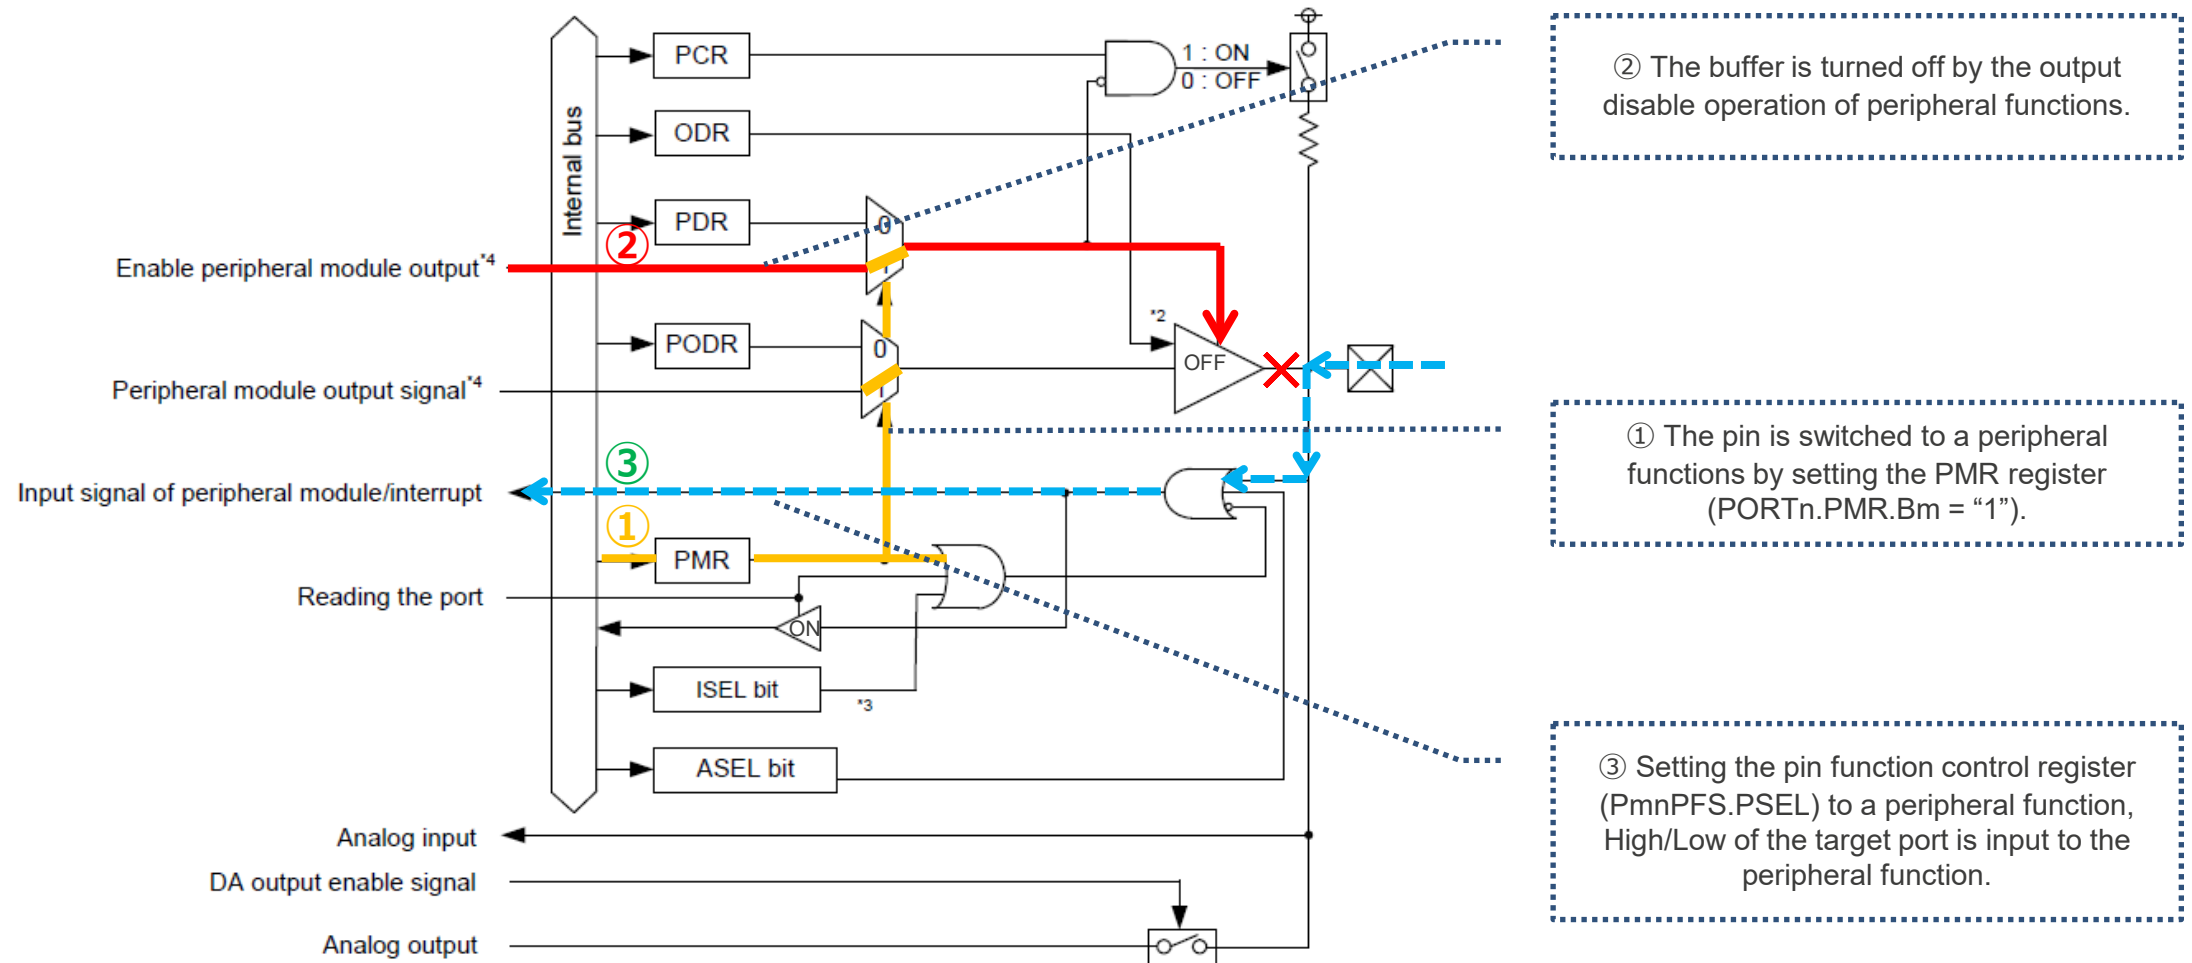 PCR
1 : ON
0 : OFF
② The buffer is turned off by the output
disable operation of peripheral functions.
ODR
Internal bus
PDR
0
②
Enable peripheral module output*4
*2
PODR
0
OFF
Peripheral module output signal*4
① The pin is switched to a peripheral
functions by setting the PMR register
(PORTn.PMR.Bm = “1”).
③
Input signal of peripheral module/interrupt
①
PMR
Reading the port
ON
ISEL bit
*3
ASEL bit
③ Setting the pin function control register
(PmnPFS.PSEL) to a peripheral function,
High/Low of the target port is input to the
peripheral function.
Analog input
DA output enable signal
Analog output